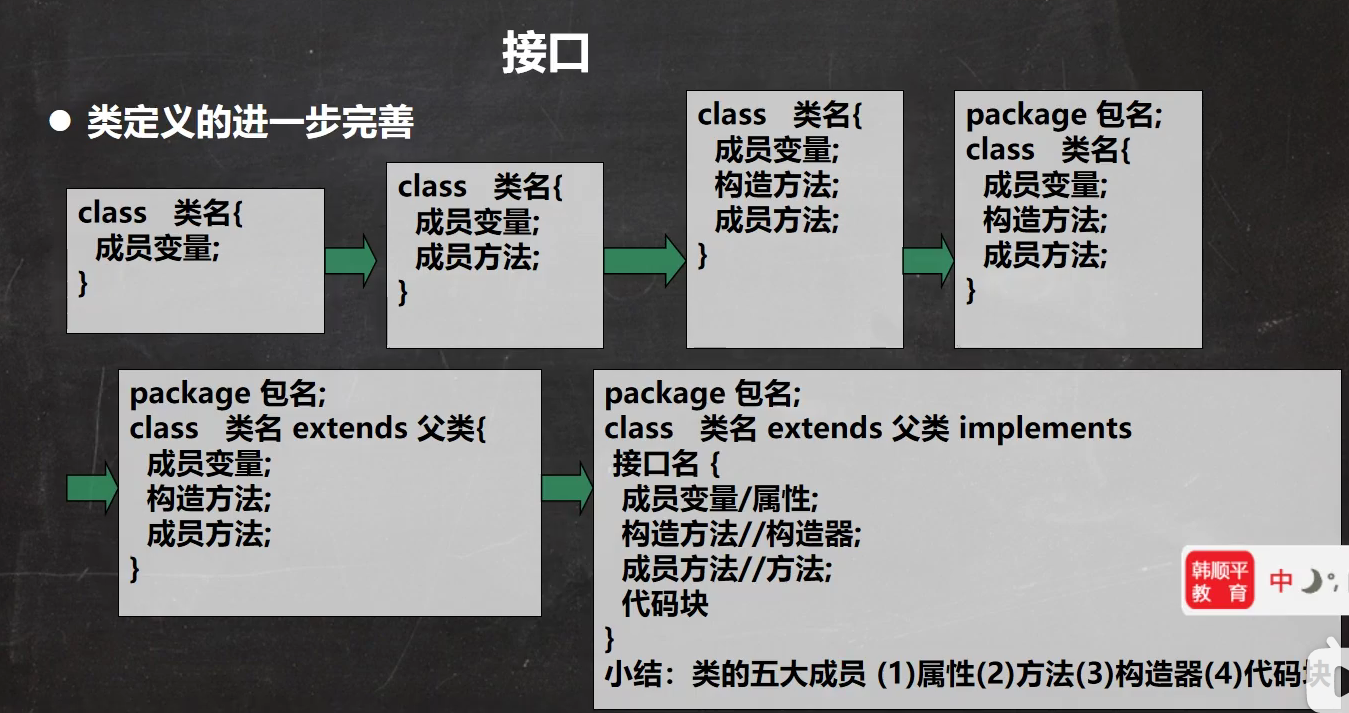 接口
● 类定义的进一步完善
class 类名{
成员变量;
}
class 类名{
成员变量;
成员方法;
}
class 类名{
成员变量;
构造方法;
成员方法;
}
package 包名;
class 类名{
成员变量;
构造方法;
成员方法;
}
package 包名;
class 类名 extends 父类{
成员变量;
构造方法;
成员方法;
}
package 包名;
class 类名 extends 父类 implements
接口名 {
成员变量/属性;
构造方法//构造器;
成员方法//方法;
代码块
}
小结：类的五大成员 (1)属性(2)方法(3)构造器(4)代码块
韩顺平
教 育
中